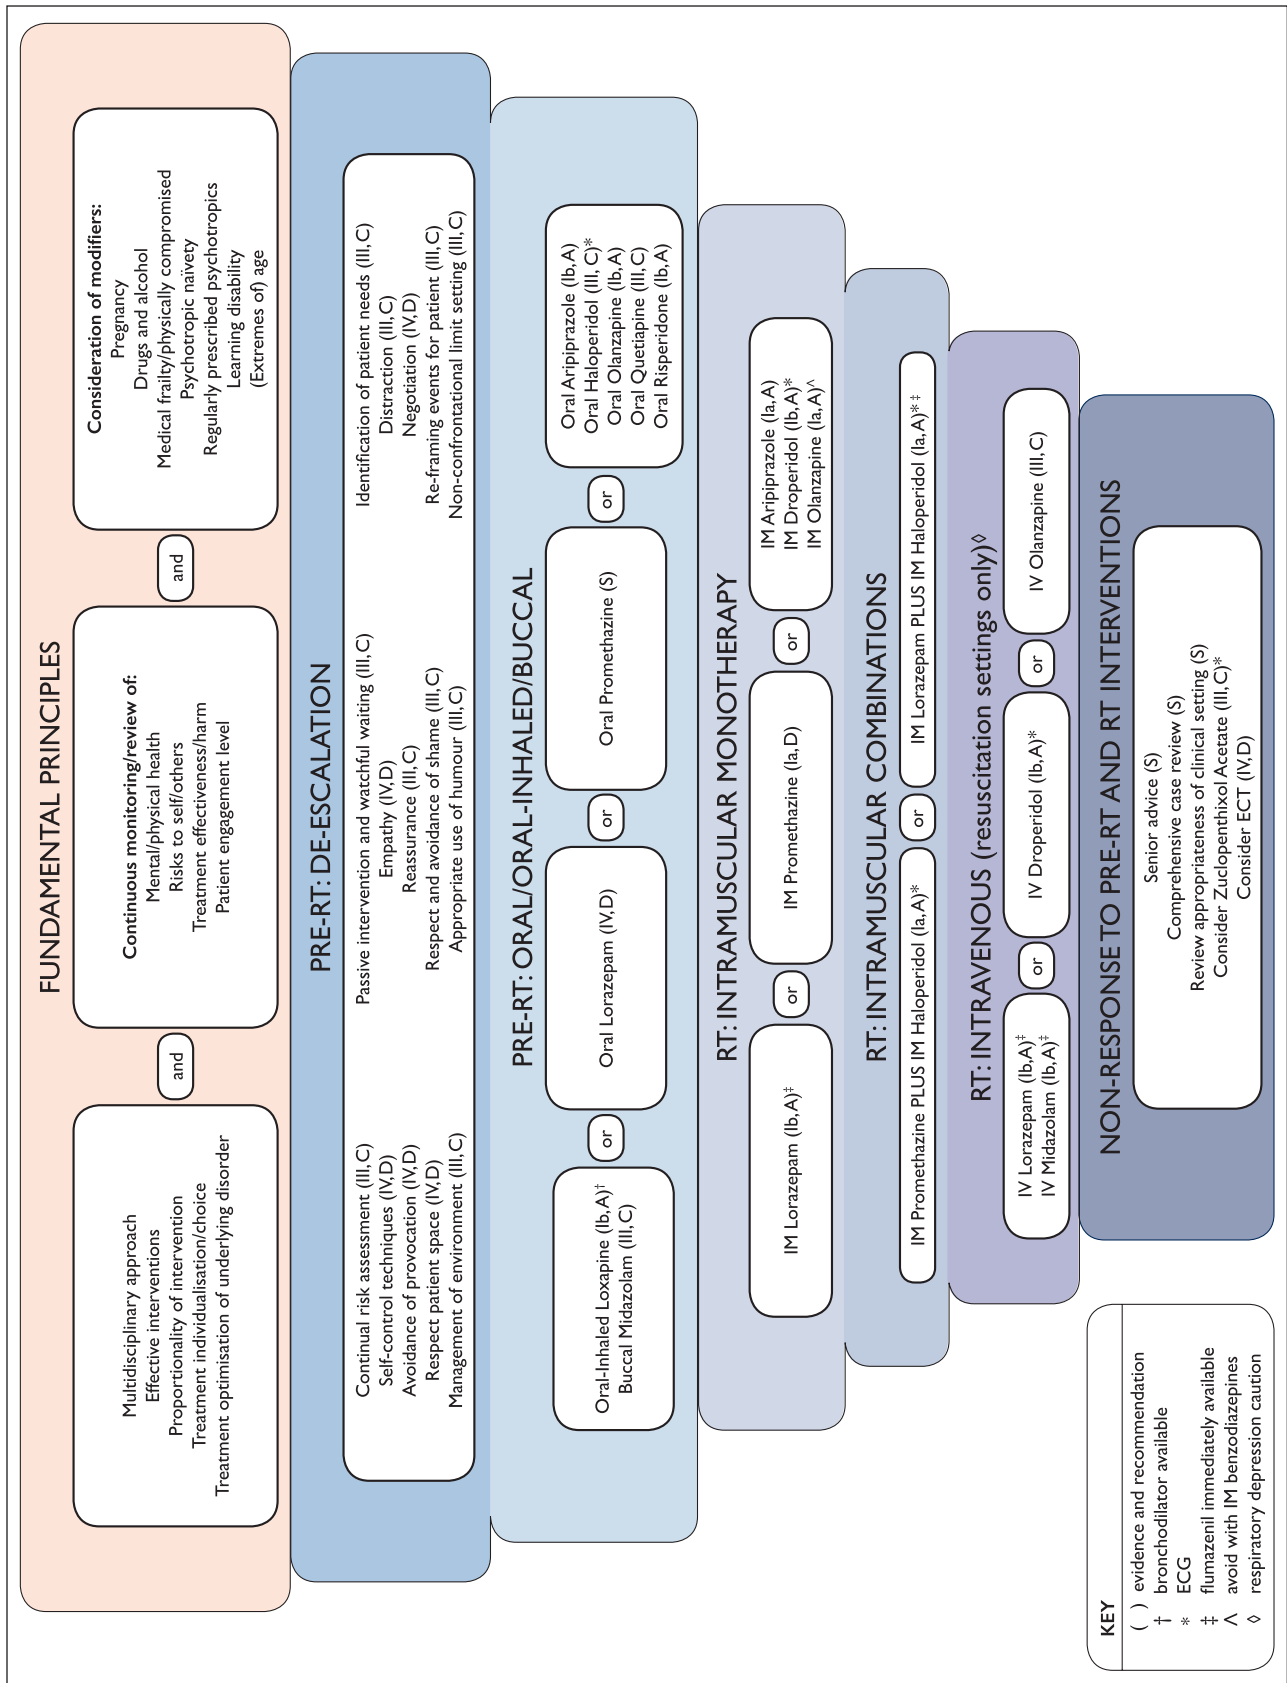 FUNDAMENTAL PRINCIPLES
Multidisciplinary approach
Effective interventions
Proportionality of intervention
Treatment individualisation/choice
Treatment optimisation of underlying disorder
and
Continuous monitoring/review of:
Mental/physical health
Risks to self/others
Treatment effectiveness/harm
Patient engagement level
and
Consideration of modifiers:
Pregnancy
Drugs and alcohol
Medical frailty/physically compromised
Psychotropic naïvety
Regularly prescribed psychotropics
Learning disability
(Extremes of) age
PRE-RT: DE-ESCALATION
Continual risk assessment (III,C)
Self-control techniques (IV,D)
Avoidance of provocation (IV,D)
Respect patient space (IV,D)
Management of environment (III,C)
Passive intervention and watchful waiting (III,C)
Empathy (IV,D)
Reassurance (III,C)
Respect and avoidance of shame (III,C)
Appropriate use of humour (III,C)
Identification of patient needs (III,C)
Distraction (III,C)
Negotiation (IV,D)
Re-framing events for patient (III,C)
Non-confrontational limit setting (III,C)
PRE-RT: ORAL/ORAL-INHALED/BUCCAL
Oral-Inhaled Loxapine (Ib,A)†
Buccal Midazolam (III,C)
or
Oral Lorazepam (IV,D)
or
Oral Promethazine (S)
or
Oral Aripiprazole (Ib,A)
Oral Haloperidol (III, C)*
Oral Olanzapine (Ib,A)
Oral Quetiapine (III,C)
Oral Risperidone (Ib,A)
RT: INTRAMUSCULAR MONOTHERAPY
IM Lorazepam (Ib,A)‡
or
IM Promethazine (Ia,D)
or
IM Aripiprazole (Ia,A)
IM Droperidol (Ib,A)*
IM Olanzapine (Ia,A)^
RT: INTRAMUSCULAR COMBINATIONS
IM Promethazine PLUS IM Haloperidol (Ia,A)*
or
IM Lorazepam PLUS IM Haloperidol (Ia,A)*‡
RT: INTRAVENOUS (resuscitation settings only)◊
IV Lorazepam (Ib,A)‡
IV Midazolam (Ib,A)‡
or
IV Droperidol (Ib,A)*
or
IV Olanzapine (III,C)
NON-RESPONSE TO PRE-RT AND RT INTERVENTIONS
Senior advice (S)
Comprehensive case review (S)
Review appropriateness of clinical setting (S)
Consider Zuclopenthixol Acetate (III,C)*
Consider ECT (IV,D)
KEY
( ) evidence and recommendation
† bronchodilator available
* ECG
‡ flumazenil immediately available
^ avoid with IM benzodiazepines
◊ respiratory depression caution